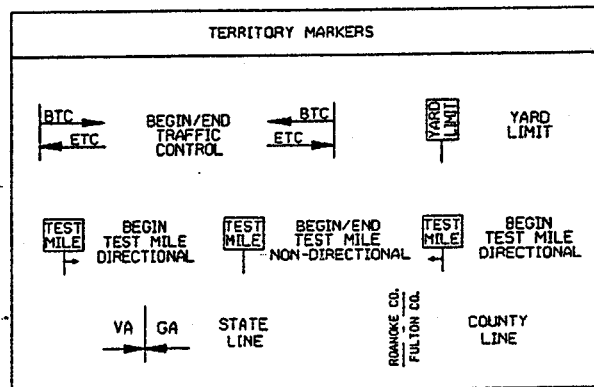 TERRITORY MARKERS
BTC
ETC
BEGIN/END
TRAFFIC
CONTROL
BTC
ETC
YARD
LIMIT
YARD
LIMIT
TEST
MILE
BEGIN
TEST MILE
DIRECTIONAL
TEST
MILE
BEGIN/END
TEST MILE
NON-DIRECTIONAL
TEST
MILE
BEGIN
TEST MILE
DIRECTIONAL
VA
GA
STATE
LINE
ROANOKE CO.
FULTON CO.
COUNTY
LINE